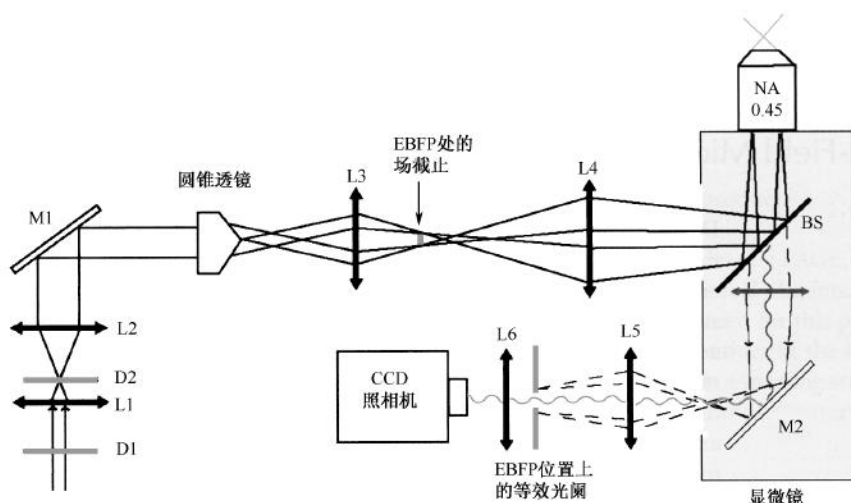 NA
0.45
EBFP处的
场截止
圆锥透镜
L3
L4
M1
BS
L2
D2
L1
D1
L6
L5
CCD
照相机
M2
EBFP位置上
的等效光阑
显微镜